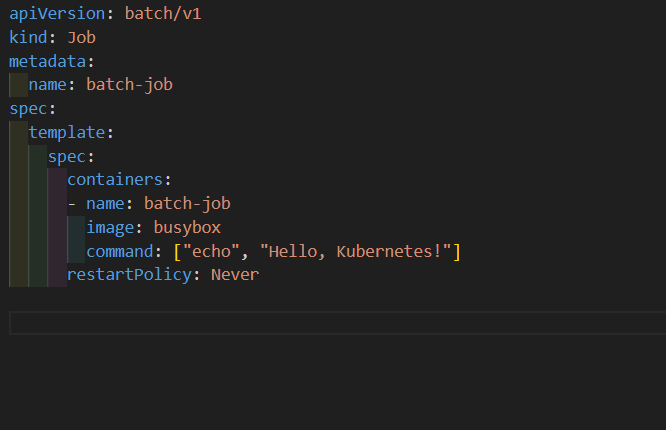 apiVersion: batch/v1
kind: Job
metadata:
  name: batch-job
spec:
  template:
    spec:
      containers:
      - name: batch-job
        image: busybox
        command: ["echo", "Hello, Kubernetes!"]
      restartPolicy: Never